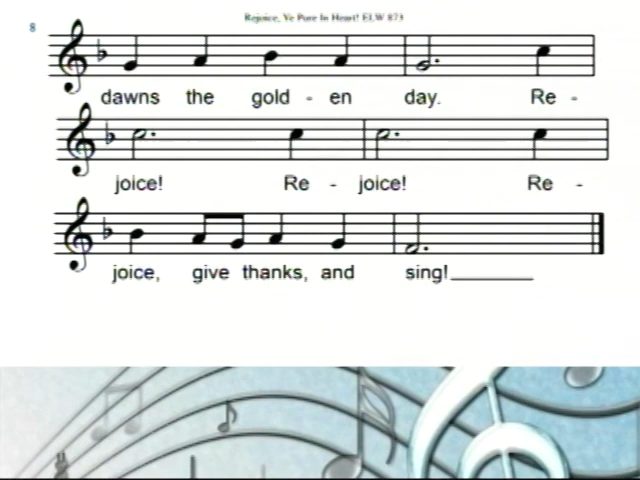 Rejoice, Ye Pure In Heart! ELW 873
8
dawns the gold - en day. Re -
joice! Re - joice! Re -
joice, give thanks, and sing!